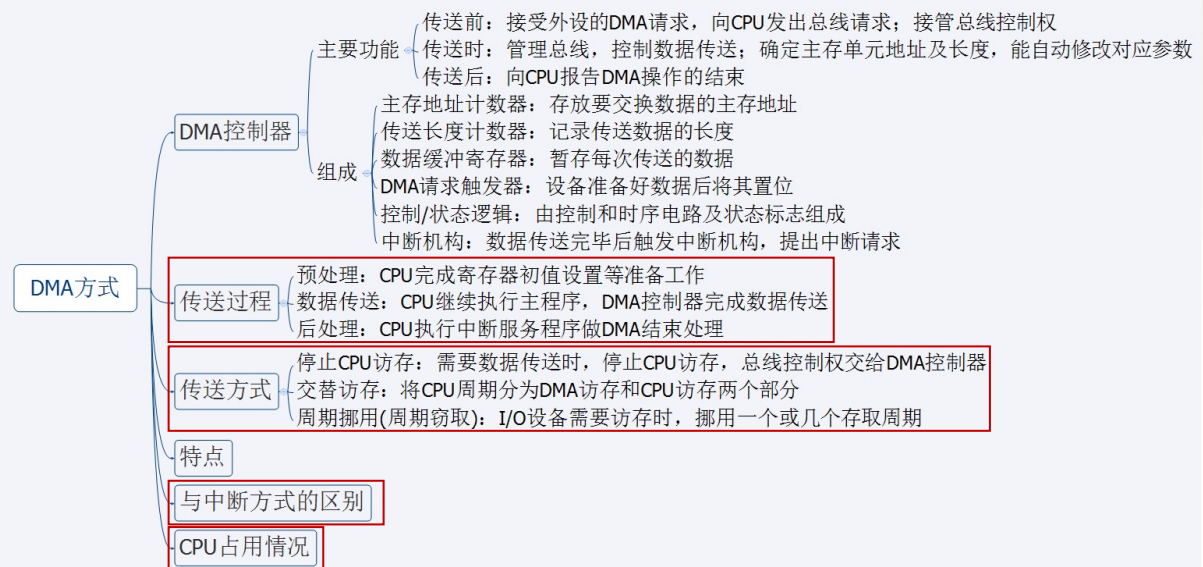 DMA方式
DMA控制器
主要功能
传送前：接受外设的DMA请求，向CPU发出总线请求；接管总线控制权
传送时：管理总线，控制数据传送；确定主存单元地址及长度，能自动修改对应参数
传送后：向CPU报告DMA操作的结束
组成
主存地址计数器：存放要交换数据的主存地址
传送长度计数器：记录传送数据的长度
数据缓冲寄存器：暂存每次传送的数据
DMA请求触发器：设备准备好数据后将其置位
控制/状态逻辑：由控制和时序电路及状态标志组成
中断机构：数据传送完毕后触发中断机构，提出中断请求
传送过程
预处理：CPU完成寄存器初值设置等准备工作
数据传送：CPU继续执行主程序，DMA控制器完成数据传送
后处理：CPU执行中断服务程序做DMA结束处理
传送方式
停止CPU访存：需要数据传送时，停止CPU访存，总线控制权交给DMA控制器
交替访存：将CPU周期分为DMA访存和CPU访存两个部分
周期挪用(周期窃取)：I/O设备需要访存时，挪用一个或几个存取周期
特点
与中断方式的区别
CPU占用情况